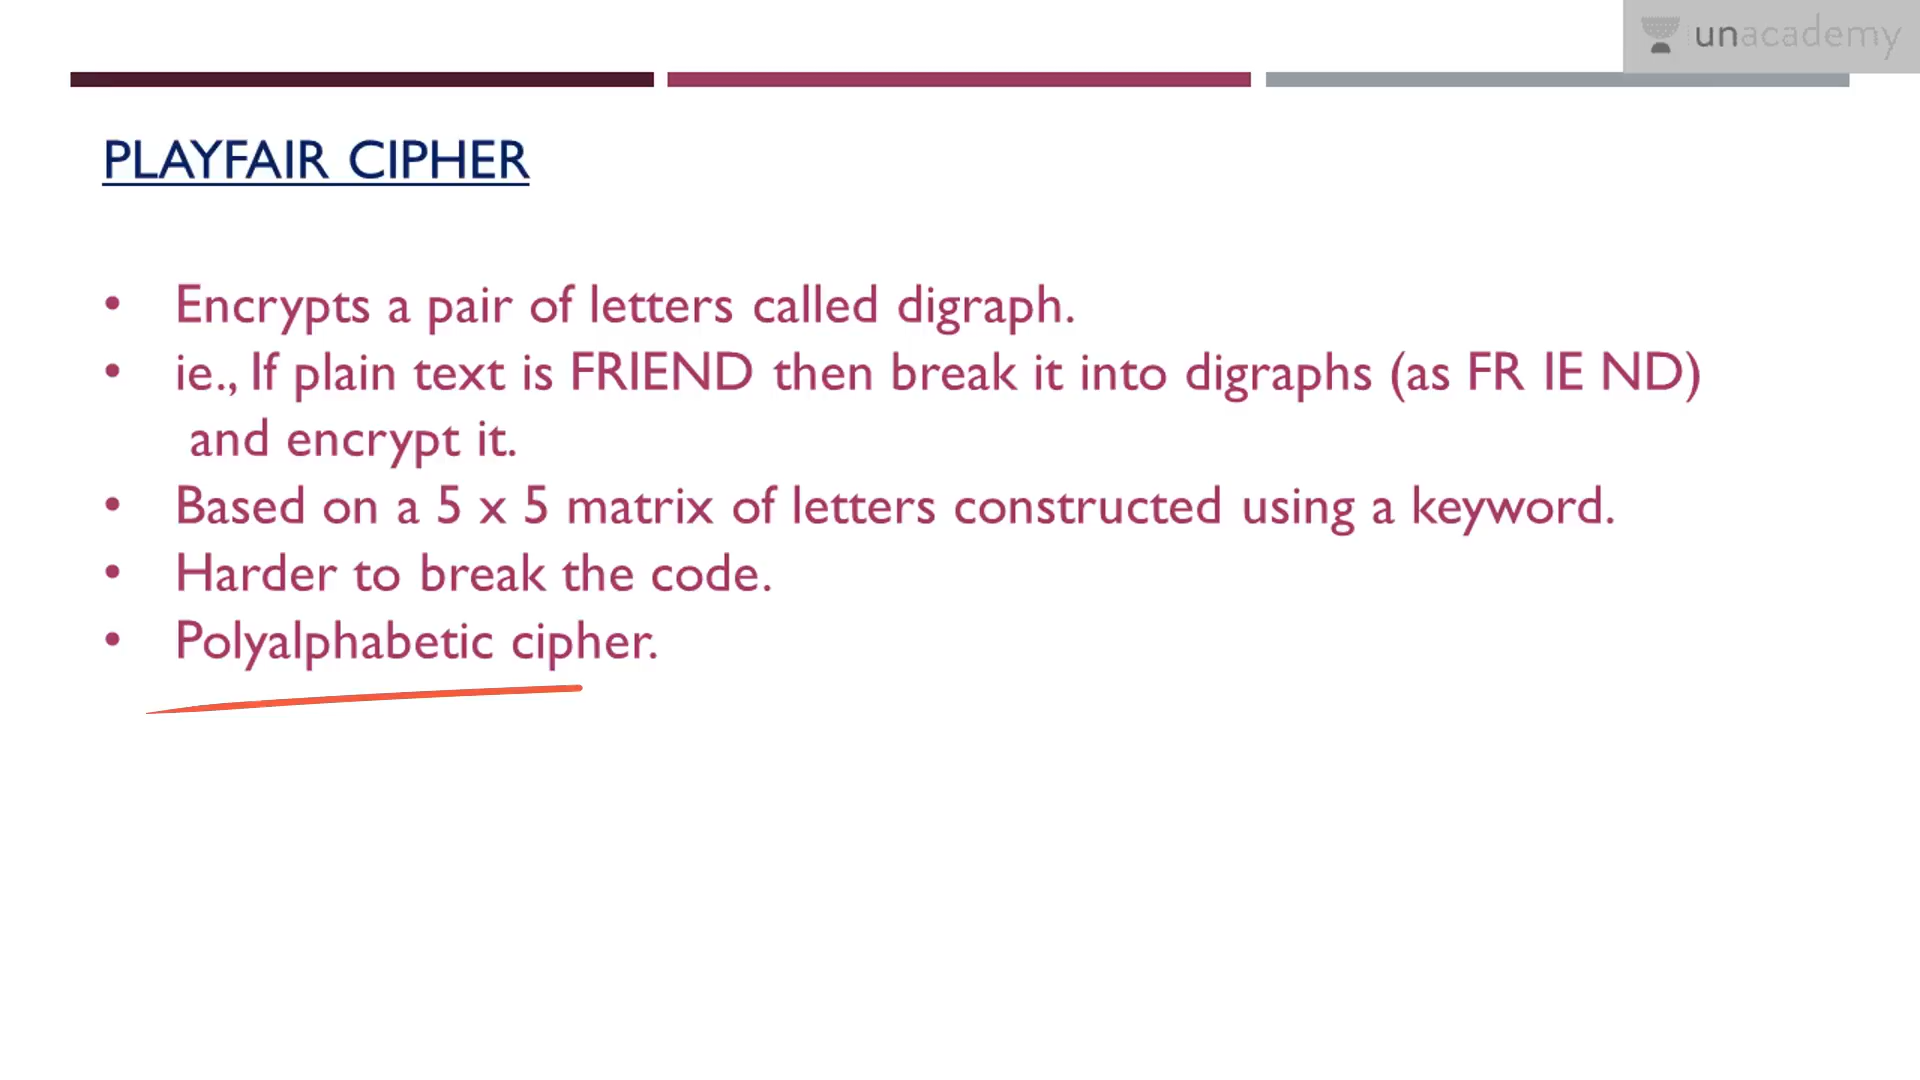 unacademy
PLAYFAIR CIPHER
• Encrypts a pair of letters called digraph.
• ie., If plain text is FRIEND then break it into digraphs (as FR IE ND)
and encrypt it.
• Based on a 5 x 5 matrix of letters constructed using a keyword.
• Harder to break the code.
• Polyalphabetic cipher.